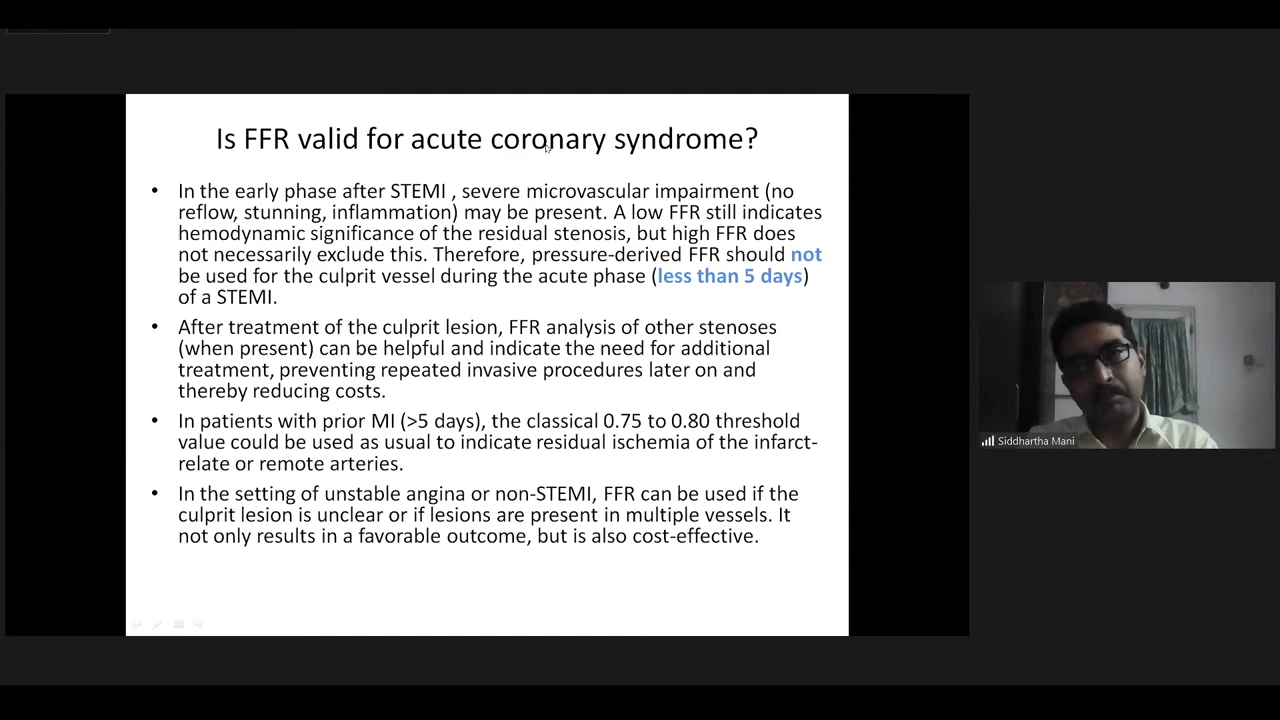 Is FFR valid for acute coronary syndrome?
• In the early phase after STEMI , severe microvascular impairment (no
reflow, stunning, inflammation) may be present. A low FFR still indicates
hemodynamic significance of the residual stenosis, but high FFR does
not necessarily exclude this. Therefore, pressure-derived FFR should not
be used for the culprit vessel during the acute phase (less than 5 days)
of a STEMI.
• After treatment of the culprit lesion, FFR analysis of other stenoses
(when present) can be helpful and indicate the need for additional
treatment, preventing repeated invasive procedures later on and
thereby reducing costs.
• In patients with prior MI (>5 days), the classical 0.75 to 0.80 threshold
value could be used as usual to indicate residual ischemia of the infarct-
relate or remote arteries.
• In the setting of unstable angina or non-STEMI, FFR can be used if the
culprit lesion is unclear or if lesions are present in multiple vessels. It
not only results in a favorable outcome, but is also cost-effective.
Siddhartha Mani